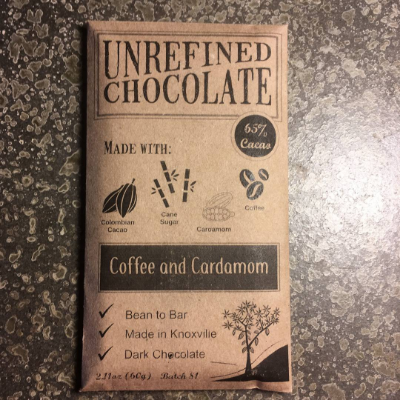 UNREFINED
CHOCOLATE
65%
Cacao
MADE WITH:
Colombian
Cacao
Cane
Sugar
Cardamom
Coffee
Coffee and Cardamom
✓ Bean to Bar
✓ Made in Knoxville
✓ Dark Chocolate
2.11oz (60g) Batch 81